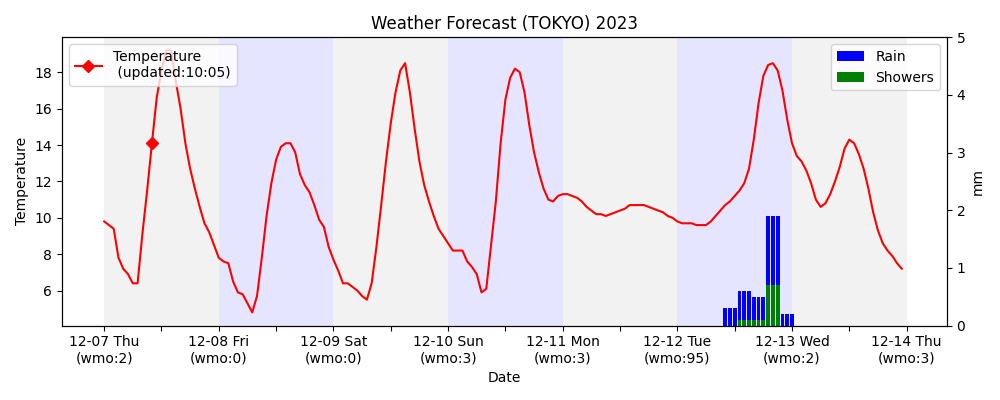 Weather Forecast (TOKYO) 2023
Temperature
(updated:10:05)
Rain
Showers
Temperature
18
16
14
12
10
8
6
5
4
3
2
1
0
mm
12-07 Thu
(wmo:2)
12-08 Fri
(wmo:0)
12-09 Sat
(wmo:0)
12-10 Sun
(wmo:3)
12-11 Mon
(wmo:3)
12-12 Tue
(wmo:95)
12-13 Wed
(wmo:2)
12-14 Thu
(wmo:3)
Date